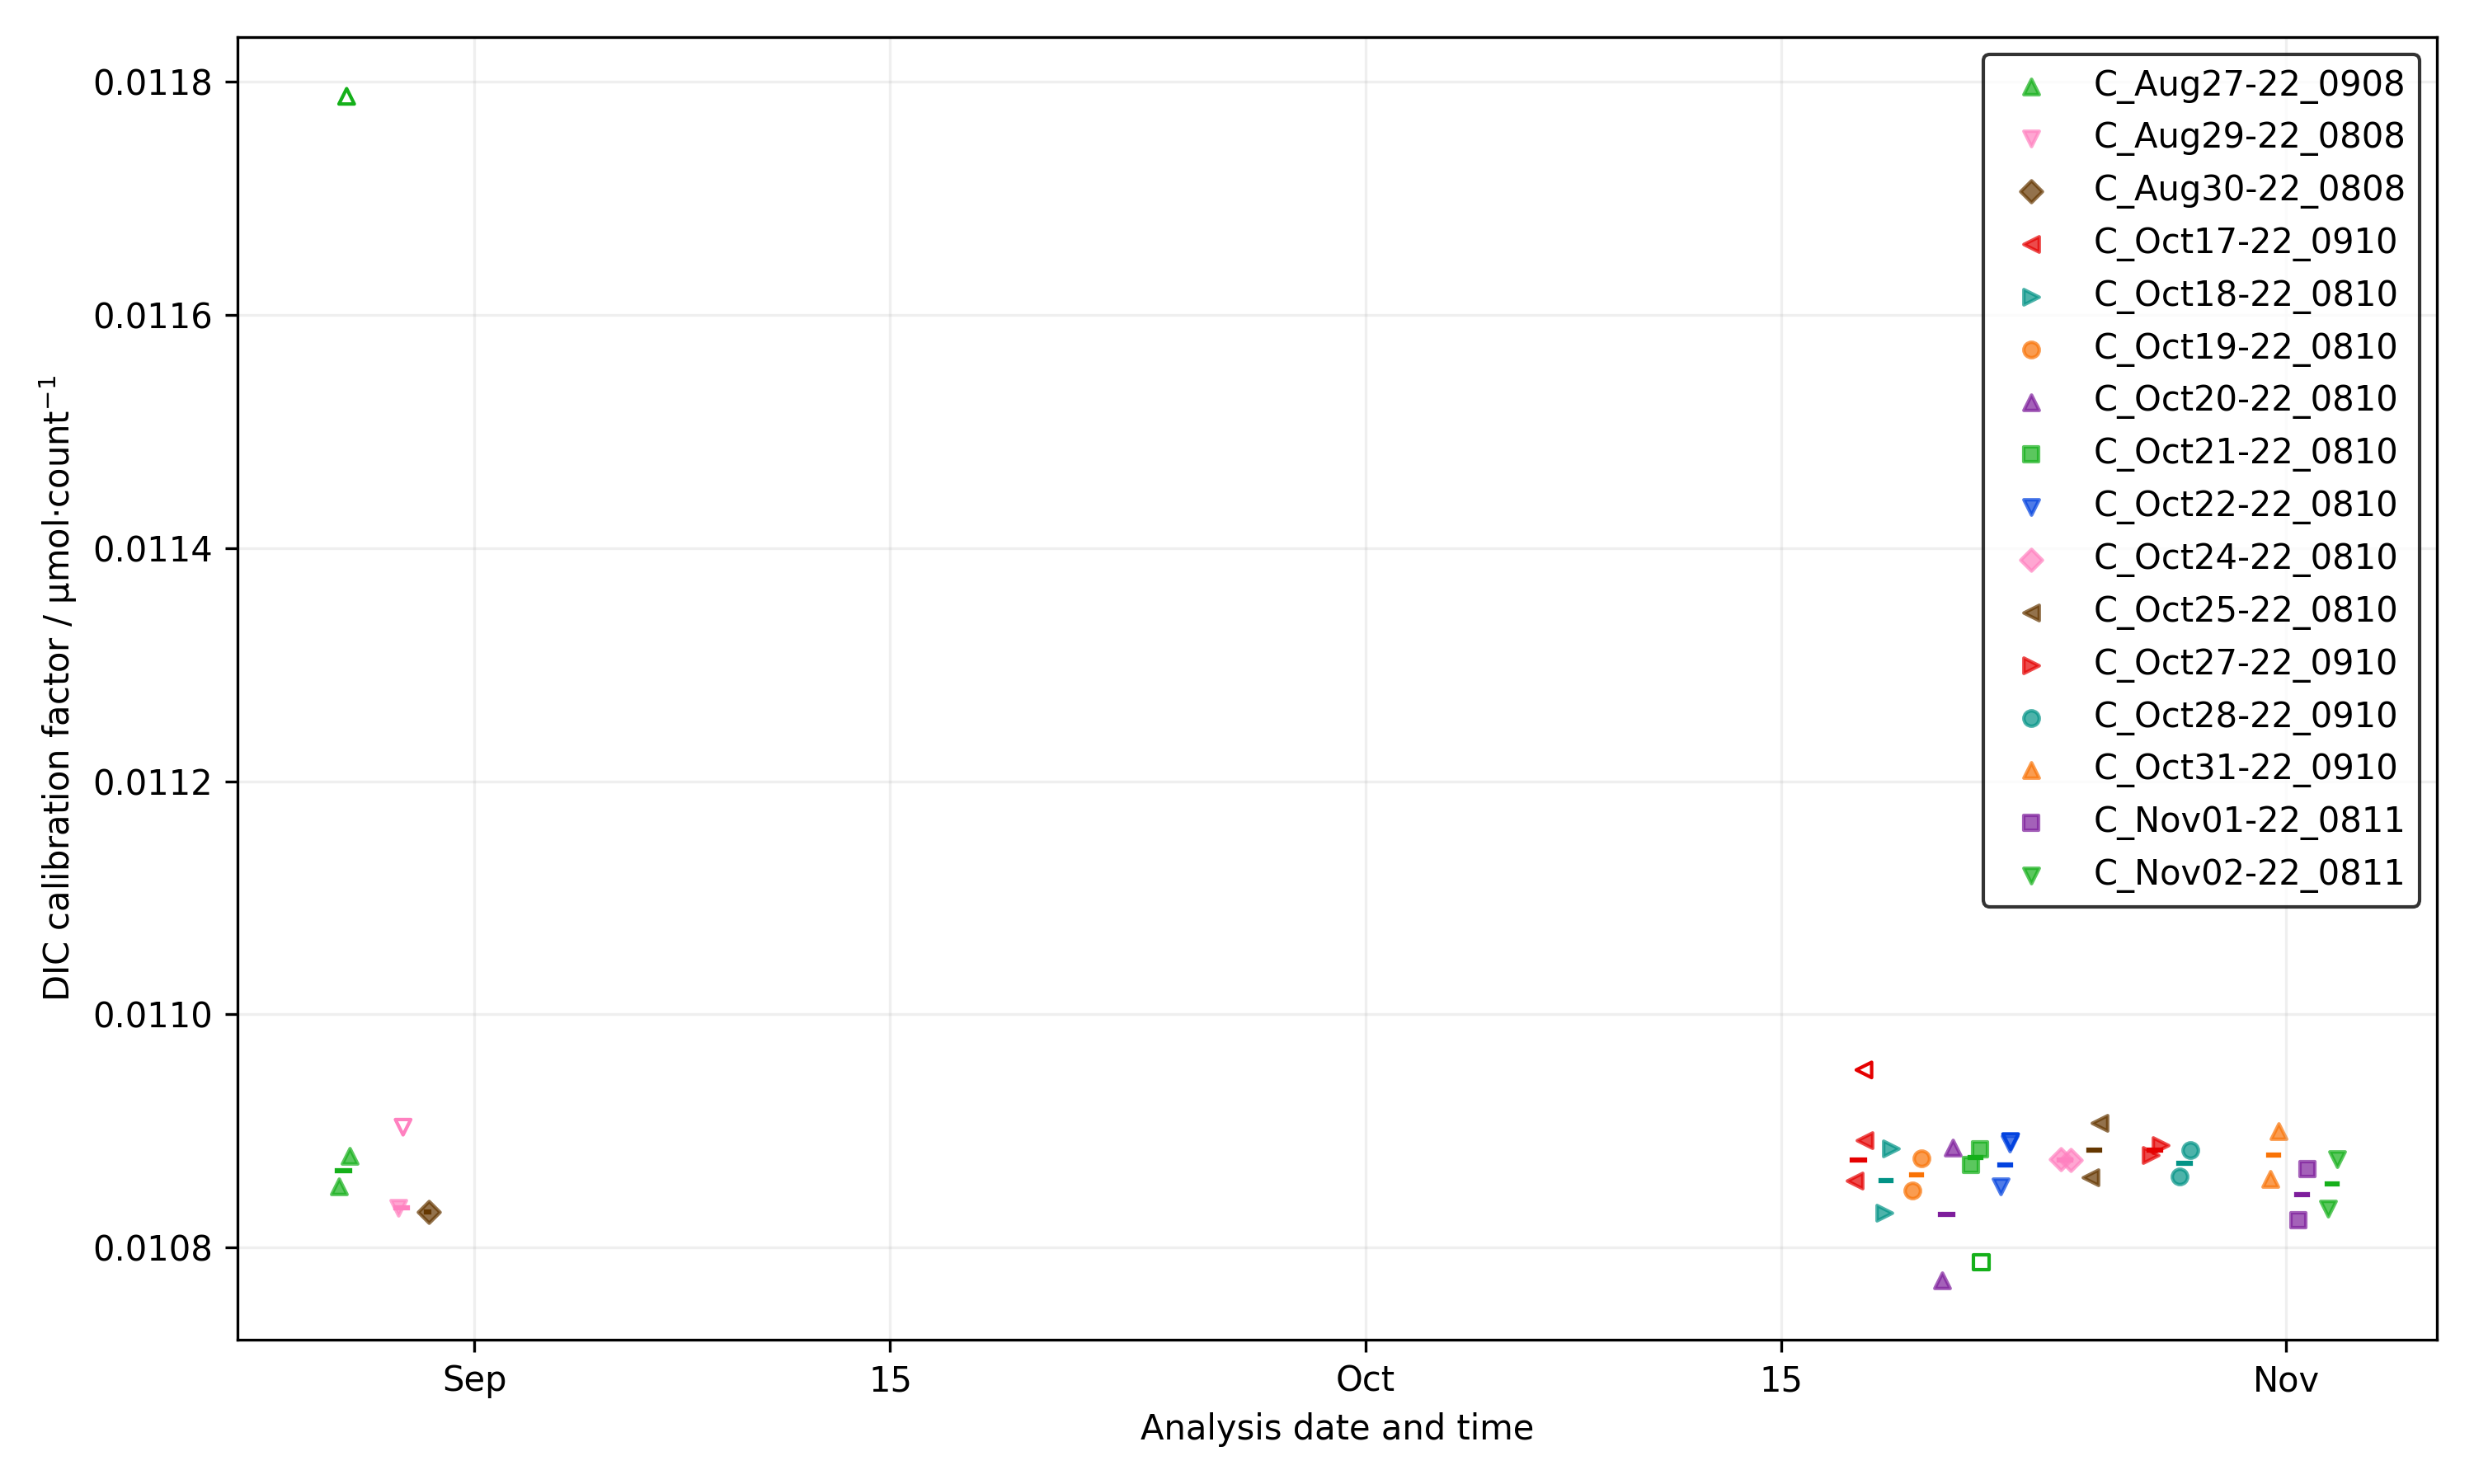 0.0118
0.0116
0.0114
0.0112
0.0110
0.0108
DIC calibration factor / µmol·count⁻¹
Sep
15
Oct
15
Nov
Analysis date and time
C_Aug27-22_0908
C_Aug29-22_0808
C_Aug30-22_0808
C_Oct17-22_0910
C_Oct18-22_0810
C_Oct19-22_0810
C_Oct20-22_0810
C_Oct21-22_0810
C_Oct22-22_0810
C_Oct24-22_0810
C_Oct25-22_0810
C_Oct27-22_0910
C_Oct28-22_0910
C_Oct31-22_0910
C_Nov01-22_0811
C_Nov02-22_0811